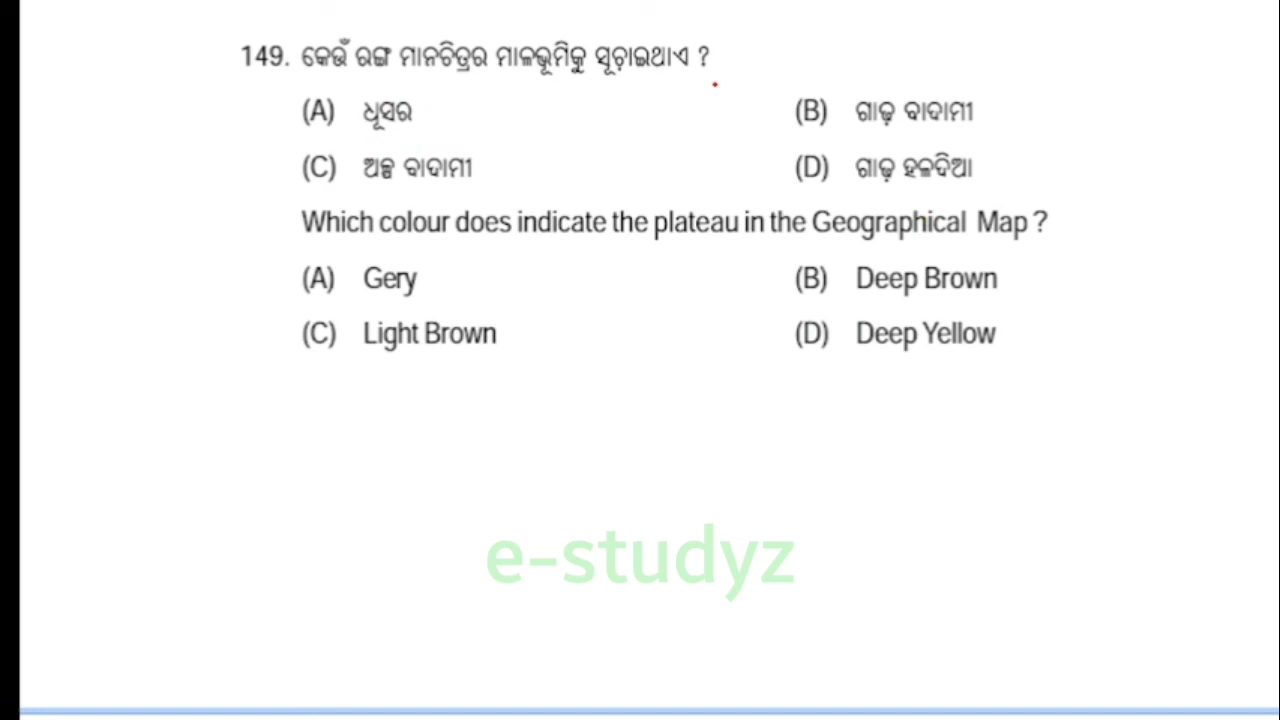 149. କେଉଁ ରଙ୍ଗ ମାନଚିତ୍ରର ମାଳଭୂମିକୁ ସୂଚାଇଥାଏ ?
(A) ଧୂସର (B) ଗାଢ଼ ବାଦାମୀ
(C) ଅଳ୍ପ ବାଦାମୀ (D) ଗାଢ଼ ହଳଦିଆ
Which colour does indicate the plateau in the Geographical Map ?
(A) Gery (B) Deep Brown
(C) Light Brown (D) Deep Yellow
e-studyz